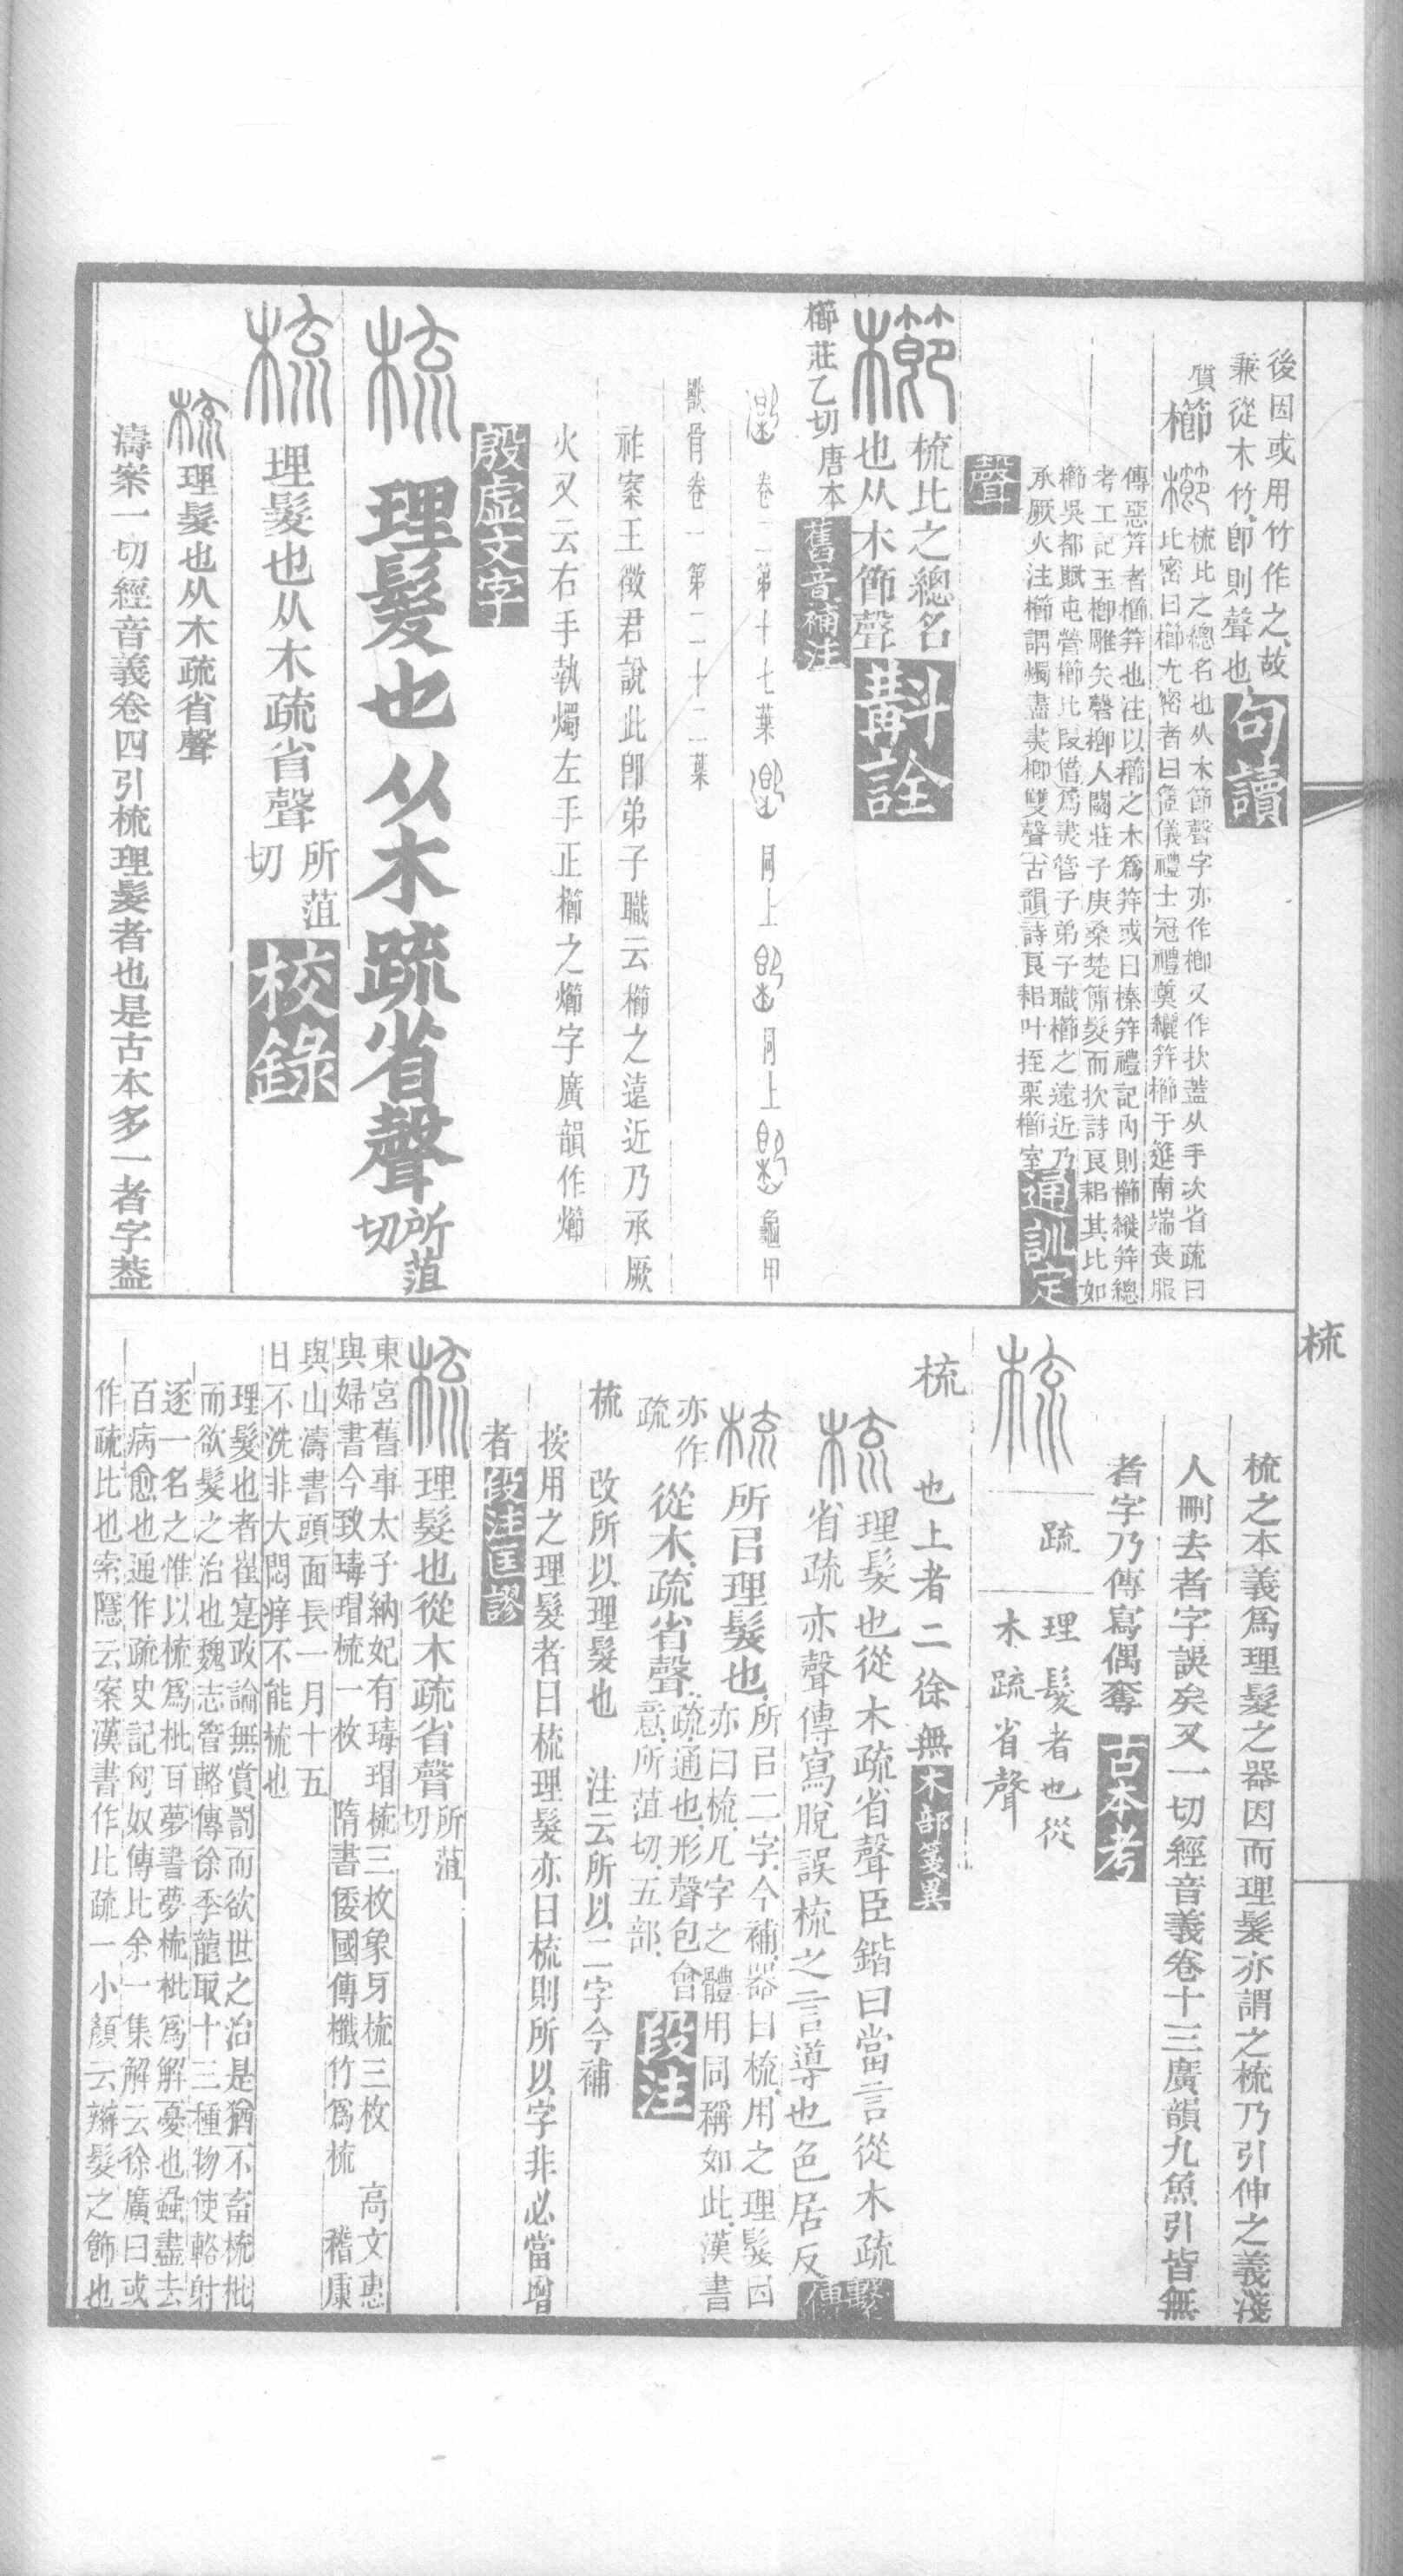 後因或用竹作之故
兼從木竹卽則聲也句讀
質櫛 梳比之總名也从木節聲字亦作楖又作扻葢从手次省疏曰
比密曰櫛尤密者曰篦儀禮士冠禮奠纚笄櫛于筵南端喪服
傳惡笄者櫛笄也注以櫛之木爲笄或曰榛笄禮記內則櫛縰笄總
考工記玉楖雕矢磬楖人闕莊子庚桑楚簡髮而扻詩良耜其比如
櫛吳都賦屯營櫛比叚借爲叏管子弟子職櫛之遠近乃
承厥火注櫛謂燭盡叏楖雙聲古韻詩良耜叶挃栗櫛室通訓定
聲
櫛 梳比之總名
也从木節聲斠詮
櫛莊乙切唐本舊音補注
卷二第十七葉 同上 同上 龜甲
獸骨卷一第二十二葉
祚案王徵君說此卽弟子職云櫛之遠近乃承厥
火又云右手執燭左手正櫛之㸅字廣韻作㸅
殷虛文字
梳 理髮也从木疏省聲所葅切
梳 理髮也从木疏省聲所葅切校錄
梳理髮也从木疏省聲
濤案一切經音義卷四引梳理髮者也是古本多一者字葢
梳
梳之本義爲理髮之器因而理髮亦謂之梳乃引伸之義淺
人刪去者字誤矣又一切經音義卷十三廣韻九魚引皆無
者字乃傳寫偶奪古本考
梳 疏 理髮者也從
木疏省聲
梳 也上者二徐無木部箋異
梳理髮也從木疏省聲臣鍇曰當言從木疏
省疏亦聲傳寫脫誤梳之言導也色居反繫傳
梳所㠯理髮也所㠯二字今補器曰梳用之理髮因
亦曰梳凡字之體用同稱如此漢書
亦作
疏 從木疏省聲疏通也形聲包會
意所葅切五部段注
梳 改所以理髮也 注云所以二字今補
按用之理髮者曰梳理髮亦曰梳則所以字非必當增
者段注匡謬
梳理髮也從木疏省聲所葅切
東宮舊事太子納妃有瑇瑁梳三枚象牙梳三枚 高文惠
與婦書今致瑇瑁梳一枚 隋書倭國傳櫼竹爲梳 稽康
與山濤書頭面長一月十五
日不洗非大悶痒不能梳也
理髮也者崔寔政論無賞罰而欲世之治是猶不畜梳枇
而欲髮之治也魏志管輅傳徐季龍取十三種物使輅射
逐一名之惟以梳爲枇百夢書夢梳枇爲解憂也蝨盡去
百病愈也通作疏史記匈奴傳比余一集解云徐廣曰或
作疏比也索隱云案漢書作比疏一小顏云辮髮之飾也